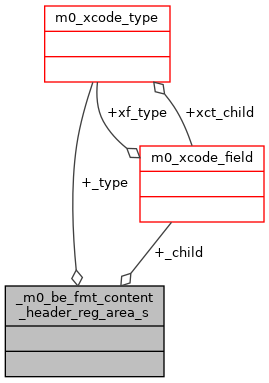 m0_xcode_type
+xf_type
+xct_child
m0_xcode_field
+_type
+_child
_m0_be_fmt_content
_header_reg_area_s